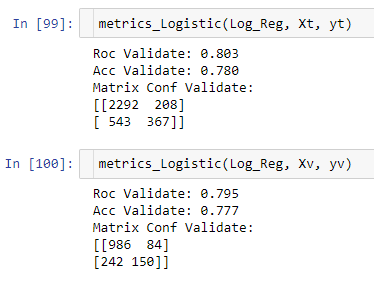 In [99]: metrics_Logistic(Log_Reg, Xt, yt)
Roc Validate: 0.803
Acc Validate: 0.780
Matrix Conf Validate:
[[2292  208]
[ 543  367]]
In [100]: metrics_Logistic(Log_Reg, Xv, yv)
Roc Validate: 0.795
Acc Validate: 0.777
Matrix Conf Validate:
[[986  84]
[242 150]]